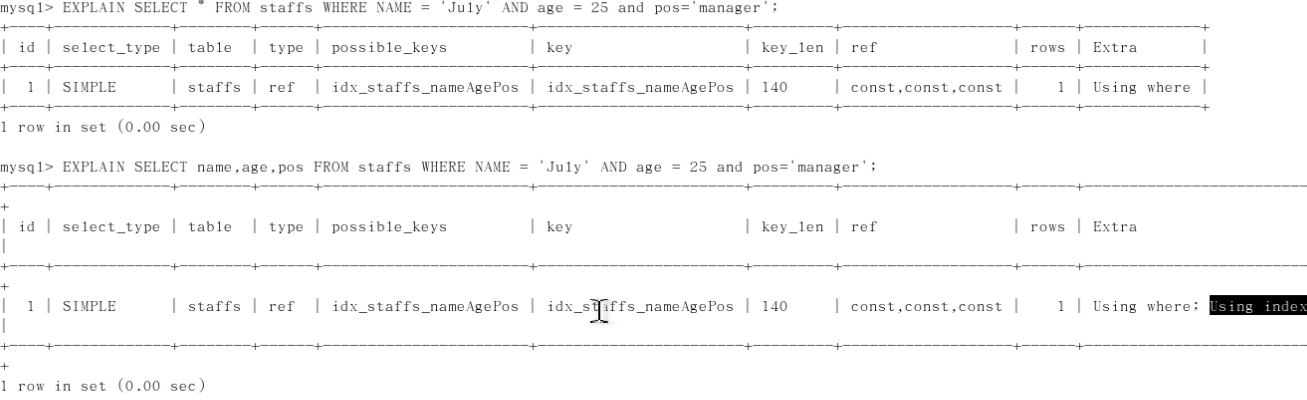 mysql> EXPLAIN SELECT * FROM staffs WHERE NAME = 'July' AND age = 25 and pos='manager';
+----+-------------+--------+------+-----------------------+-----------------------+---------+-------------------+------+-------------+
| id | select_type | table  | type | possible_keys         | key                   | key_len | ref               | rows | Extra       |
+----+-------------+--------+------+-----------------------+-----------------------+---------+-------------------+------+-------------+
|  1 | SIMPLE      | staffs | ref  | idx_staffs_nameAgePos | idx_staffs_nameAgePos | 140     | const,const,const |    1 | Using where |
+----+-------------+--------+------+-----------------------+-----------------------+---------+-------------------+------+-------------+
1 row in set (0.00 sec)
mysql> EXPLAIN SELECT name,age,pos FROM staffs WHERE NAME = 'July' AND age = 25 and pos='manager';
+----+-------------+--------+------+-----------------------+-----------------------+---------+-------------------+------+-------------------------
+
| id | select_type | table  | type | possible_keys         | key                   | key_len | ref               | rows | Extra
|
+----+-------------+--------+------+-----------------------+-----------------------+---------+-------------------+------+-------------------------
+
|  1 | SIMPLE      | staffs | ref  | idx_staffs_nameAgePos | idx_staffs_nameAgePos | 140     | const,const,const |    1 | Using where; Using index
|
+----+-------------+--------+------+-----------------------+-----------------------+---------+-------------------+------+-------------------------
+
1 row in set (0.00 sec)